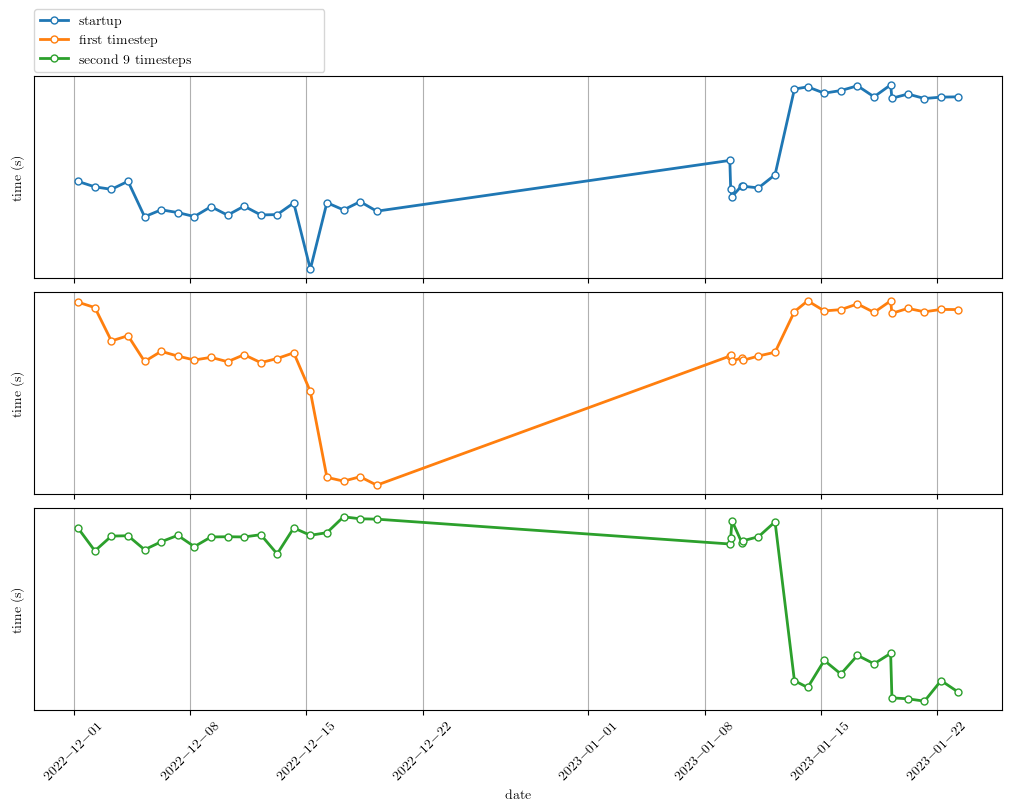 startup
first timestep
second 9 timesteps
time (s)
time (s)
time (s)
2022−12−01
2022−12−08
2022−12−15
2022−12−22
2023−01−01
2023−01−08
2023−01−15
2023−01−22
date